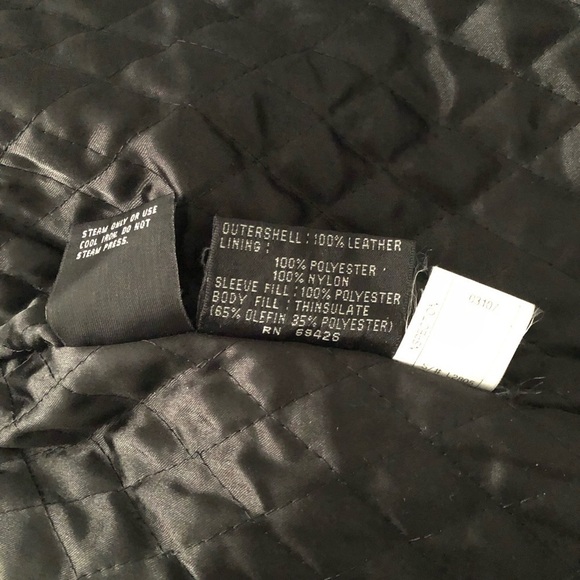 STEAM ONLY OR USE
COOL IRON. DO NOT
STEAM PRESS.
OUTERSHELL : 100% LEATHER
LINING :
100% POLYESTER
100% NYLON
SLEEVE FILL : 100% POLYESTER
BODY FILL : THINSULATE
(65% OLEFIN 35% POLYESTER)
RN 69426